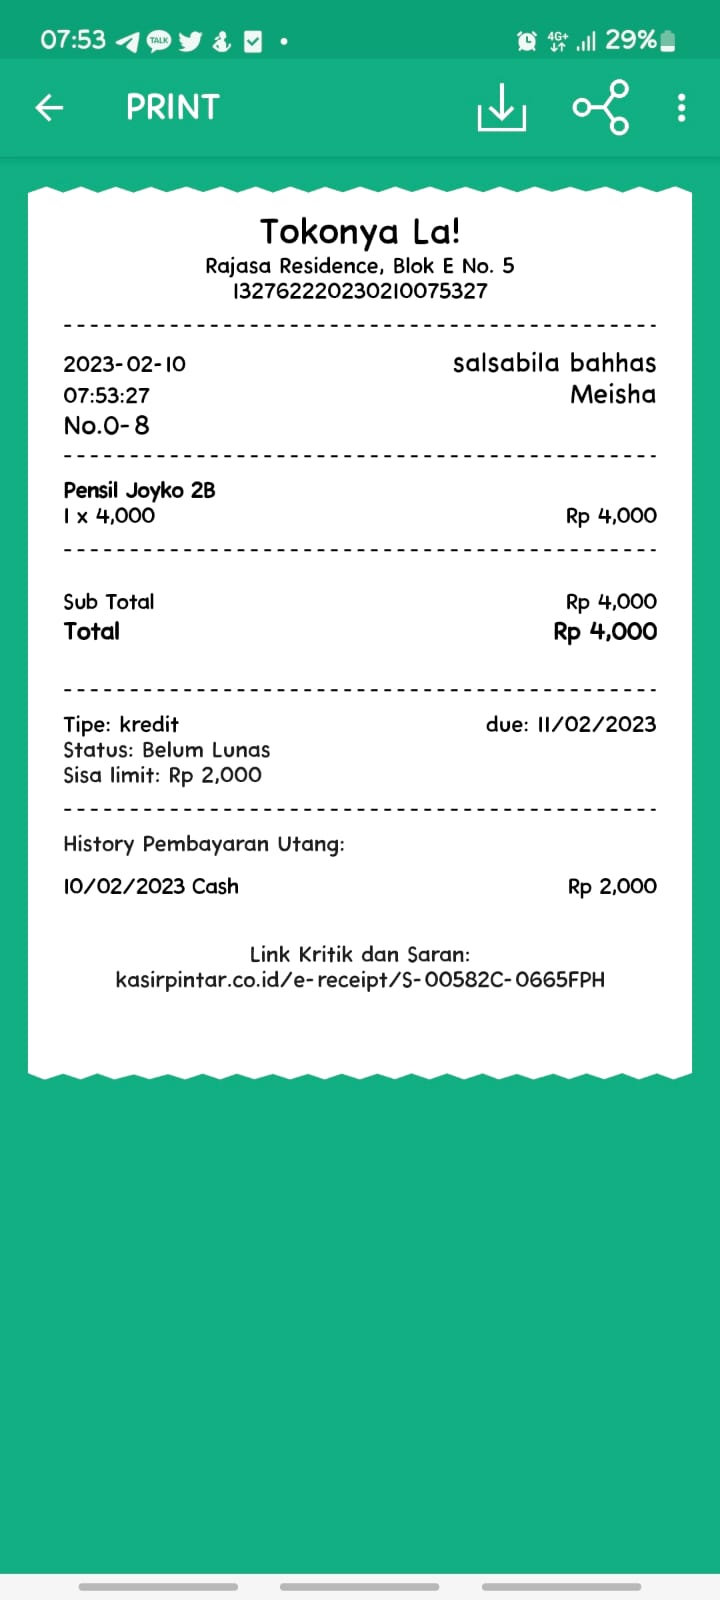 07:53 TALK 4G+ 29%
PRINT
Tokonya La!
Rajasa Residence, Blok E No. 5
132762220230210075327
2023-02-10 salsabila bahhas
07:53:27 Meisha
No.0-8
Pensil Joyko 2B
1 x 4,000 Rp 4,000
Sub Total Rp 4,000
Total Rp 4,000
Tipe: kredit due: 11/02/2023
Status: Belum Lunas
Sisa limit: Rp 2,000
History Pembayaran Utang:
10/02/2023 Cash Rp 2,000
Link Kritik dan Saran:
kasirpintar.co.id/e-receipt/S-00582C-0665FPH